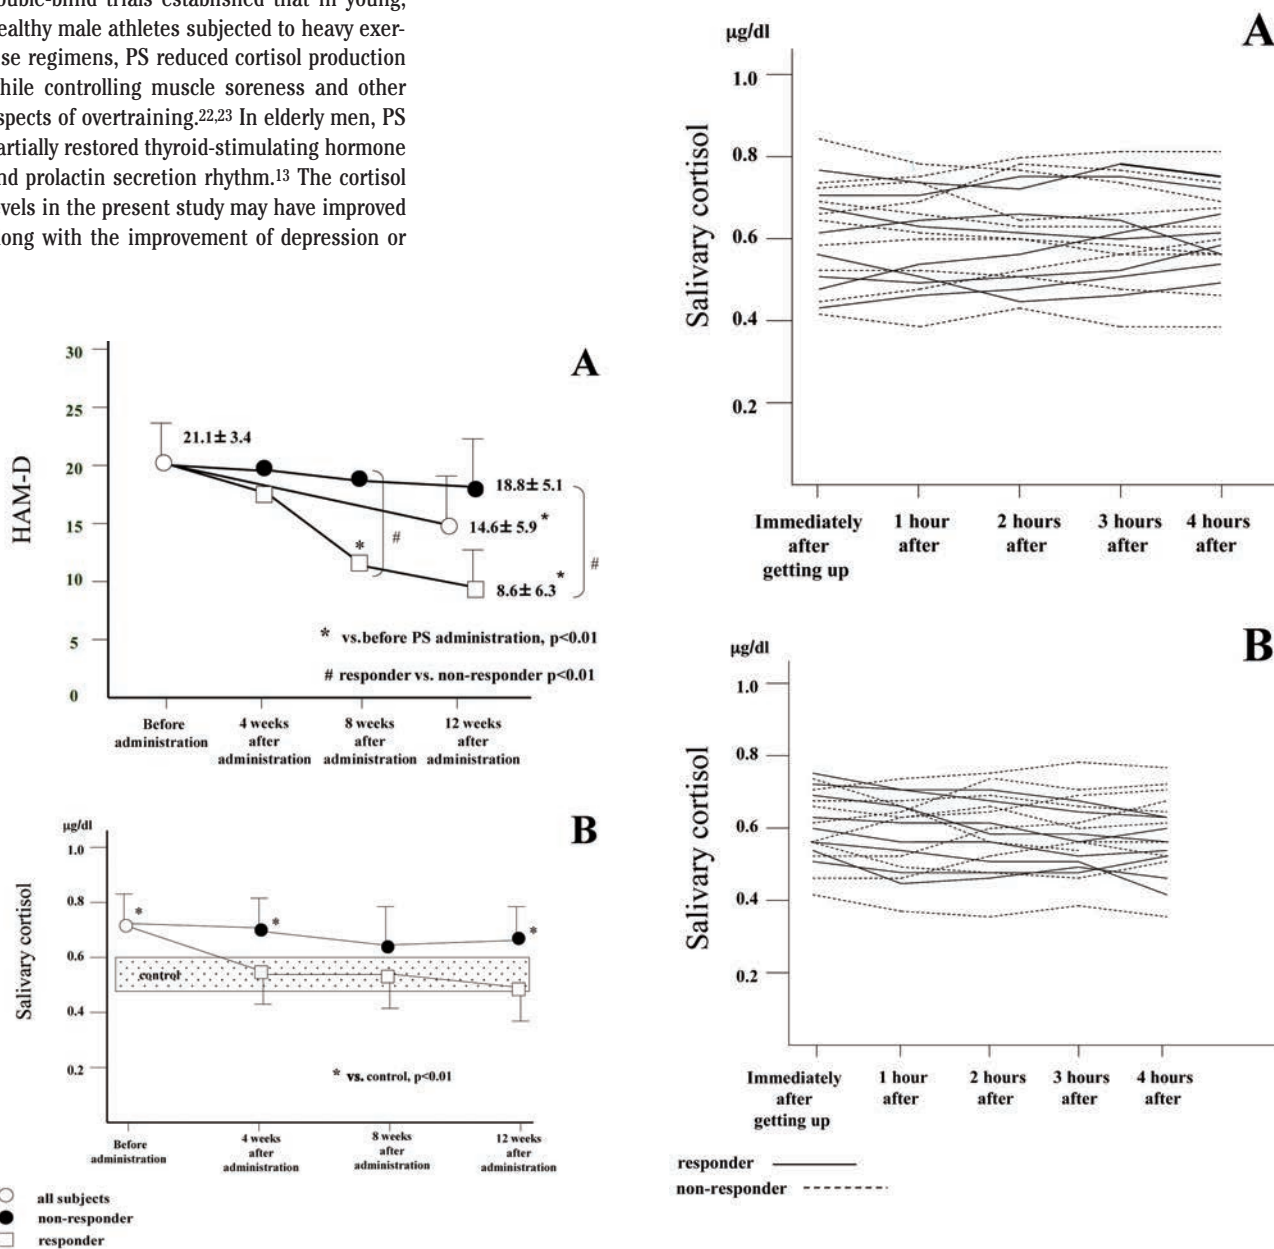 ouble-blind trials established that in young,
ealthy male athletes subjected to heavy exer-
se regimens, PS reduced cortisol production
hile controlling muscle soreness and other
spects of overtraining.22,23 In elderly men, PS
artially restored thyroid-stimulating hormone
nd prolactin secretion rhythm.13 The cortisol
evels in the present study may have improved
long with the improvement of depression or
A
HAM-D
30
25
20
15
10
5
0
21.1± 3.4
18.8± 5.1
14.6± 5.9 *
8.6± 6.3 *
*
#
#
* vs.before PS administration, p<0.01
# responder vs. non-responder p<0.01
Before
administration
4 weeks
after
administration
8 weeks
after
administration
12 weeks
after
administration
B
μg/dl
Salivary cortisol
1.0
0.8
0.6
0.4
0.2
*
*
*
control
* vs. control, p<0.01
Before
administration
4 weeks
after
administration
8 weeks
after
administration
12 weeks
after
administration
all subjects
non-responder
responder
A
μg/dl
Salivary cortisol
1.0
0.8
0.6
0.4
0.2
Immediately
after
getting up
1 hour
after
2 hours
after
3 hours
after
4 hours
after
B
μg/dl
Salivary cortisol
1.0
0.8
0.6
0.4
0.2
Immediately
after
getting up
1 hour
after
2 hours
after
3 hours
after
4 hours
after
responder
non-responder